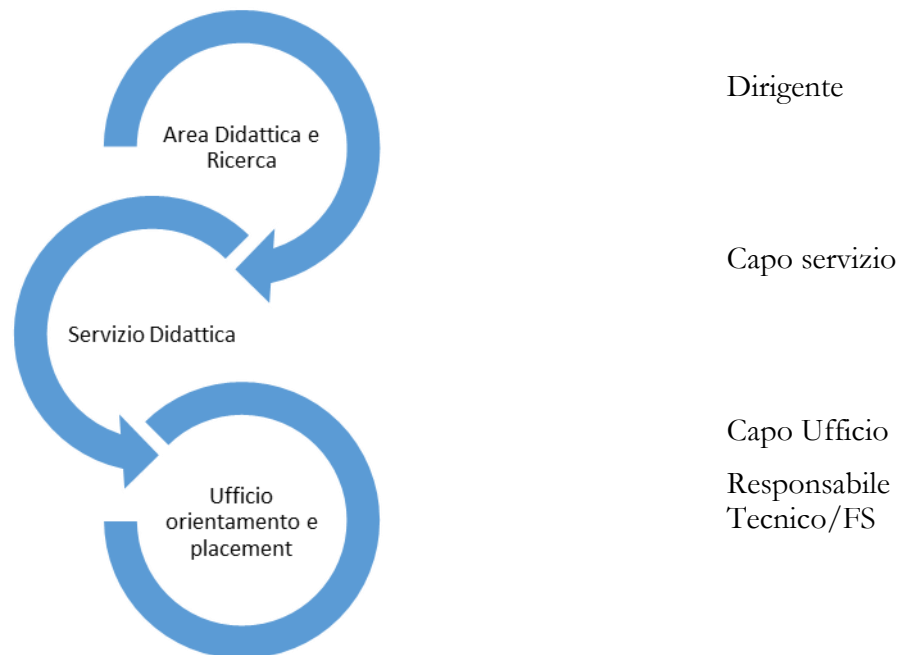 Area Didattica e
Ricerca
Dirigente
Servizio Didattica
Capo servizio
Ufficio
orientamento e
placement
Capo Ufficio
Responsabile
Tecnico/FS